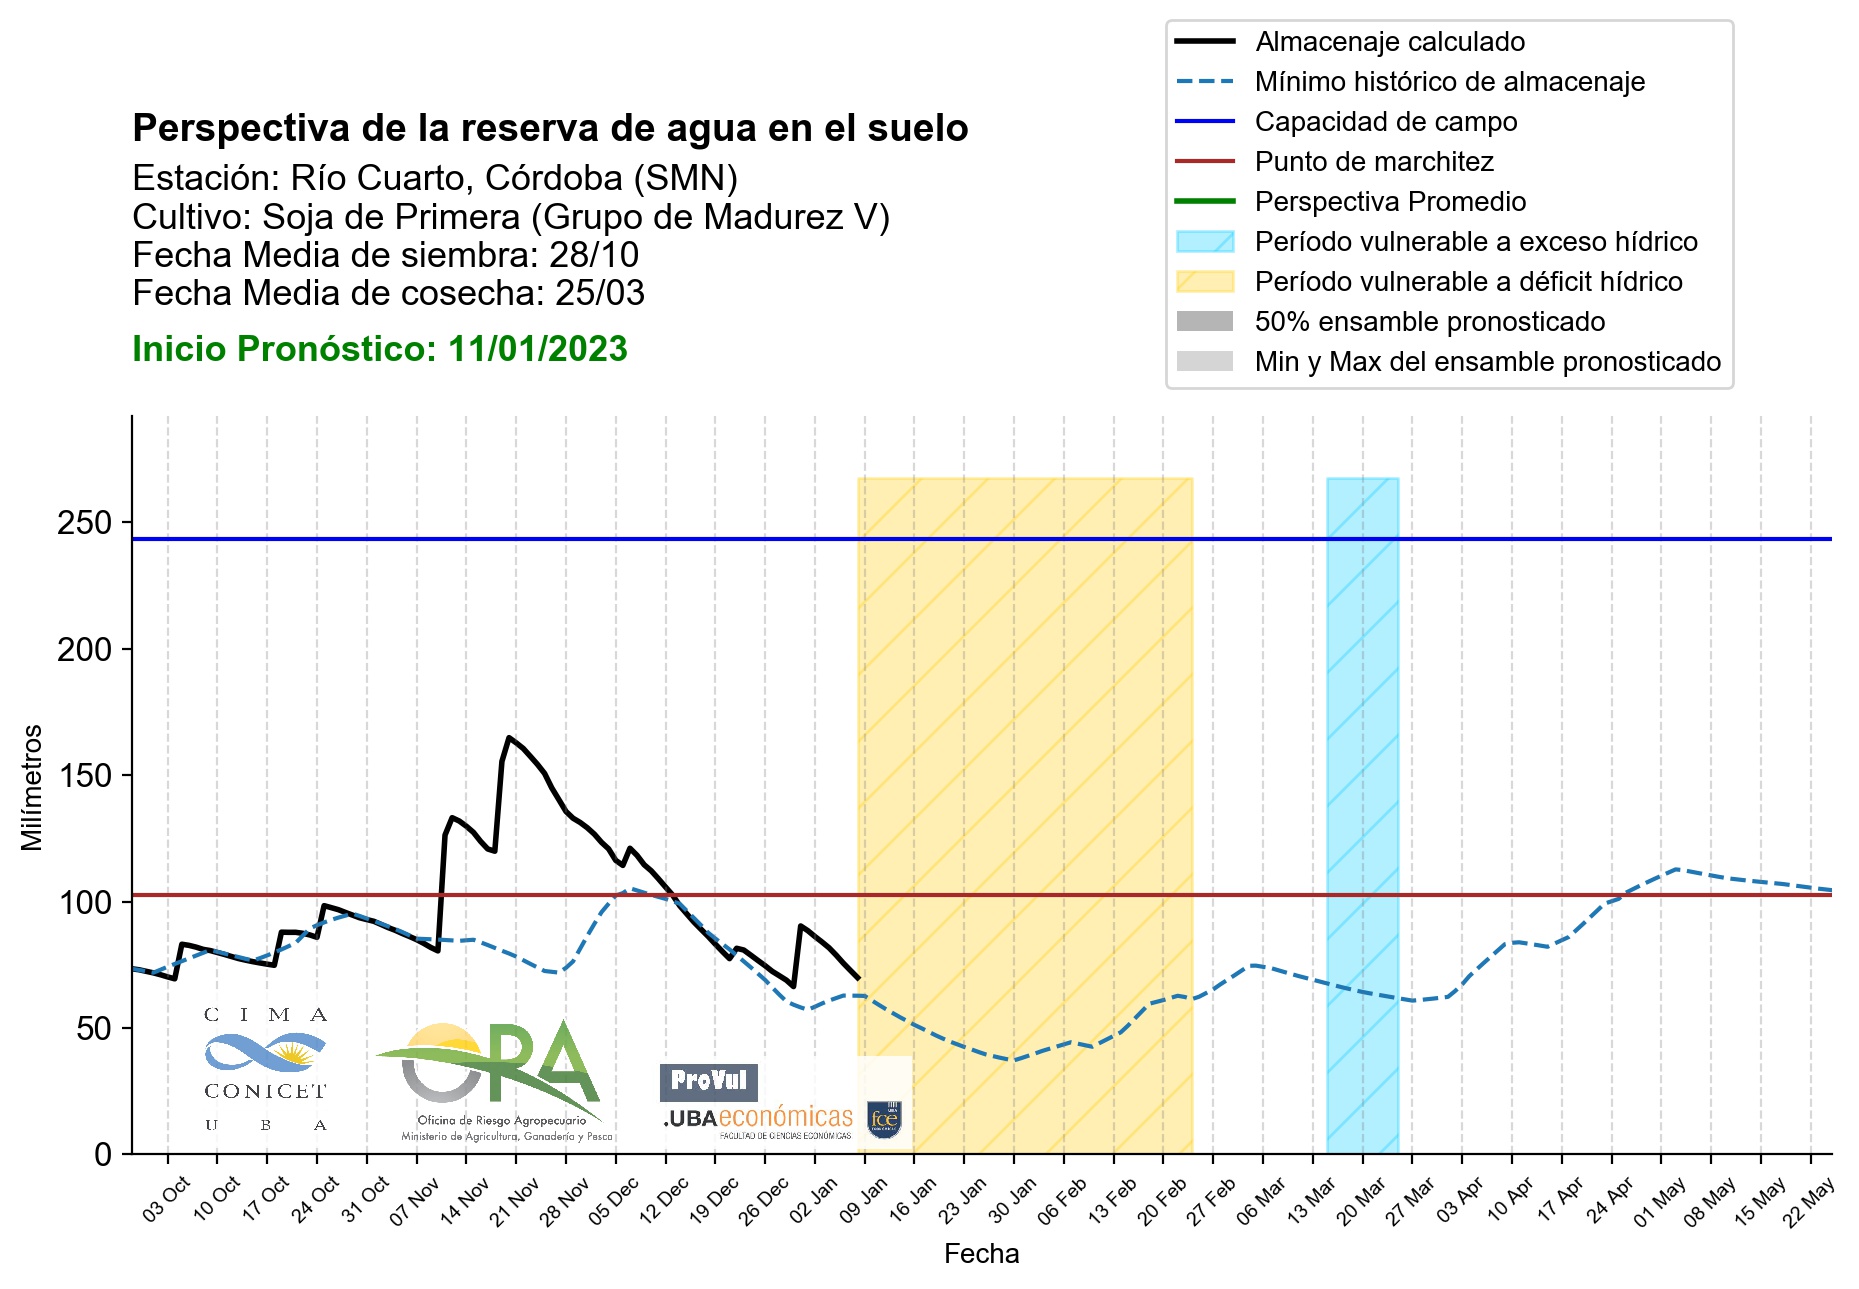 Almacenaje calculado
Mínimo histórico de almacenaje
Capacidad de campo
Punto de marchitez
Perspectiva Promedio
Período vulnerable a exceso hídrico
Período vulnerable a déficit hídrico
50% ensamble pronosticado
Min y Max del ensamble pronosticado
Perspectiva de la reserva de agua en el suelo
Estación: Río Cuarto, Córdoba (SMN)
Cultivo: Soja de Primera (Grupo de Madurez V)
Fecha Media de siembra: 28/10
Fecha Media de cosecha: 25/03
Inicio Pronóstico: 11/01/2023
250
200
150
100
50
0
Milímetros
C I M A
CONICET
U B A
OPA
Oficina de Riesgo Agropecuario
Ministerio de Agricultura, Ganadería y Pesca
ProVul
.UBAeconómicas
FACULTAD DE CIENCIAS ECONÓMICAS
fce
03 Oct
10 Oct
17 Oct
24 Oct
31 Oct
07 Nov
14 Nov
21 Nov
28 Nov
05 Dec
12 Dec
19 Dec
26 Dec
02 Jan
09 Jan
16 Jan
23 Jan
30 Jan
06 Feb
13 Feb
20 Feb
27 Feb
06 Mar
13 Mar
20 Mar
27 Mar
03 Apr
10 Apr
17 Apr
24 Apr
01 May
08 May
15 May
22 May
Fecha